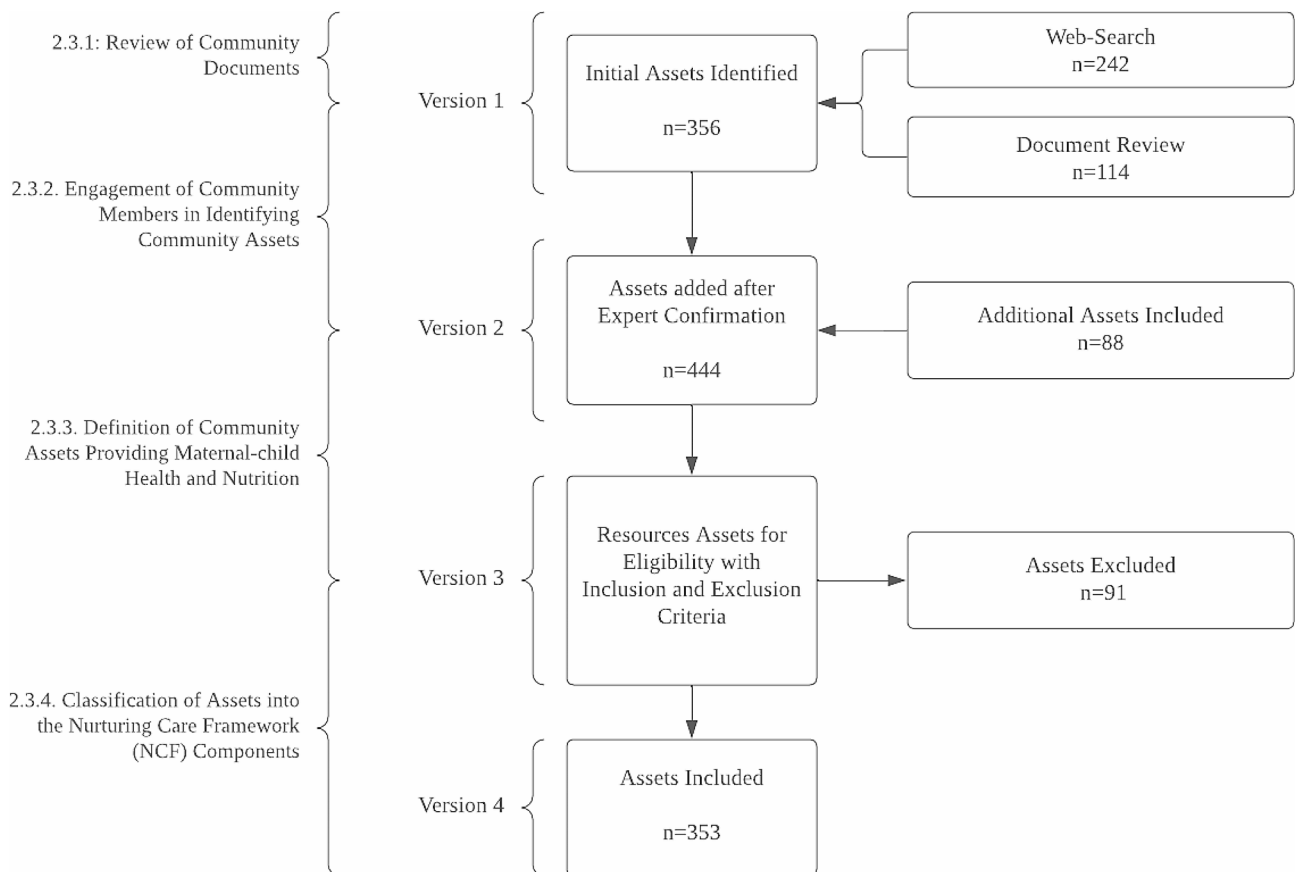 2.3.1: Review of Community
Documents
Version 1
Initial Assets Identified
n=356
Web-Search
n=242
Document Review
n=114
2.3.2. Engagement of Community
Members in Identifying
Community Assets
Version 2
Assets added after
Expert Confirmation
n=444
Additional Assets Included
n=88
2.3.3. Definition of Community
Assets Providing Maternal-child
Health and Nutrition
Version 3
Resources Assets for
Eligibility with
Inclusion and Exclusion
Criteria
Assets Excluded
n=91
2.3.4. Classification of Assets into
the Nurturing Care Framework
(NCF) Components
Version 4
Assets Included
n=353